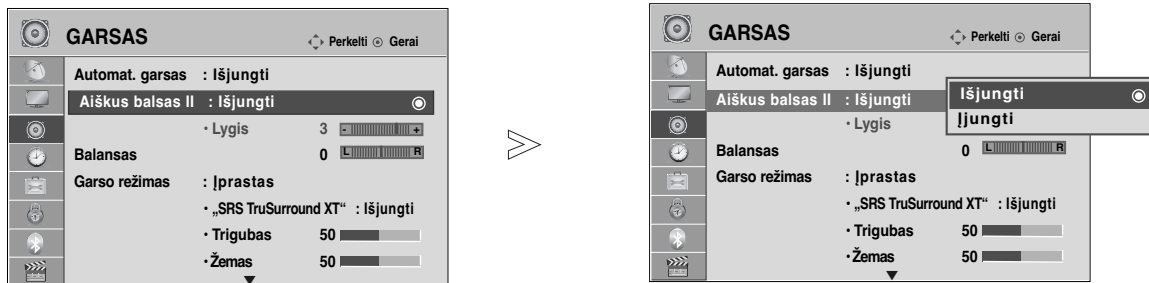 GARSAS Perkelti Gerai
Automat. garsas : Išjungti
Aiškus balsas II : Išjungti
• Lygis 3 - +
Balansas 0 L R
Garso režimas : Įprastas
• „SRS TruSurround XT“ : Išjungti
• Trigubas 50
• Žemas 50
GARSAS Perkelti Gerai
Automat. garsas : Išjungti
Aiškus balsas II : Išjungti
Išjungti
Įjungti
• Lygis
Balansas 0 L R
Garso režimas : Įprastas
• „SRS TruSurround XT“ : Išjungti
• Trigubas 50
• Žemas 50